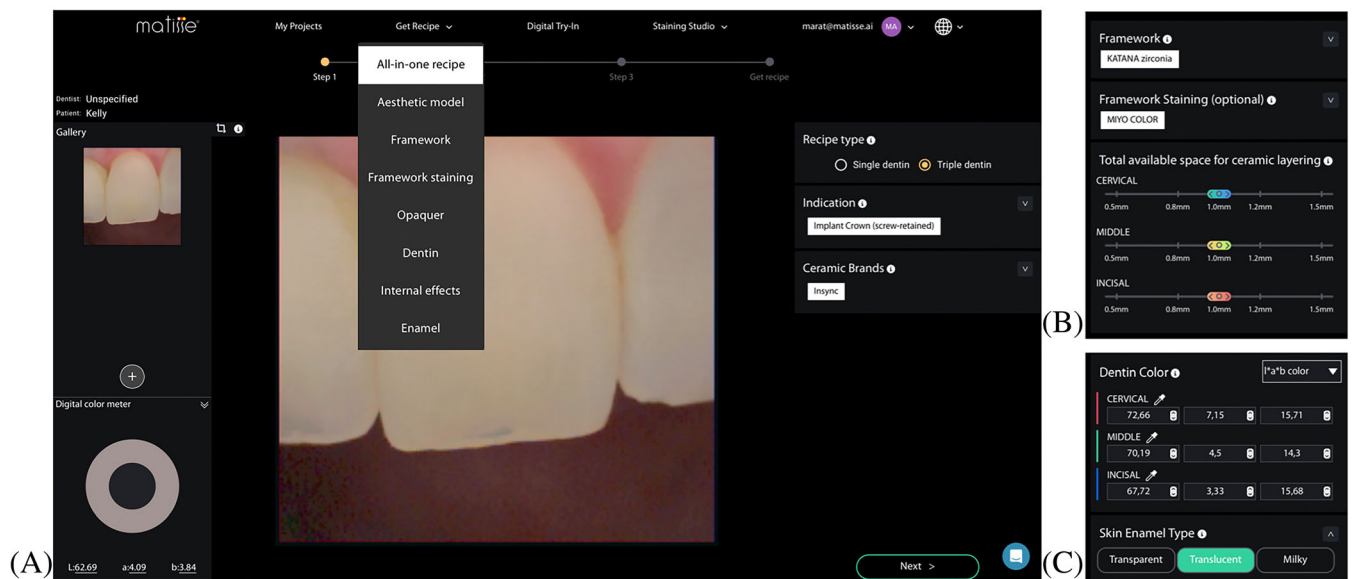 matisse
My Projects
Get Recipe
Digital Try-In
Staining Studio
marat@matisse.ai
MA
Step 1
Step 3
Get recipe
All-in-one recipe
Aesthetic model
Framework
Framework staining
Opaquer
Dentin
Internal effects
Enamel
Dentist: Unspecified
Patient: Kelly
Gallery
Digital color meter
L:62.69 a:4.09 b:3.84
Recipe type
Single dentin Triple dentin
Indication
Implant Crown (screw-retained)
Ceramic Brands
Insync
Next >
(A)
Framework
KATANA zirconia
Framework Staining (optional)
MIYO COLOR
Total available space for ceramic layering
CERVICAL
0.5mm 0.8mm 1.0mm 1.2mm 1.5mm
MIDDLE
0.5mm 0.8mm 1.0mm 1.2mm 1.5mm
INCISAL
0.5mm 0.8mm 1.0mm 1.2mm 1.5mm
(B)
Dentin Color
l*a*b color
CERVICAL
72,66 7,15 15,71
MIDDLE
70,19 4,5 14,3
INCISAL
67,72 3,33 15,68
Skin Enamel Type
Transparent Translucent Milky
(C)